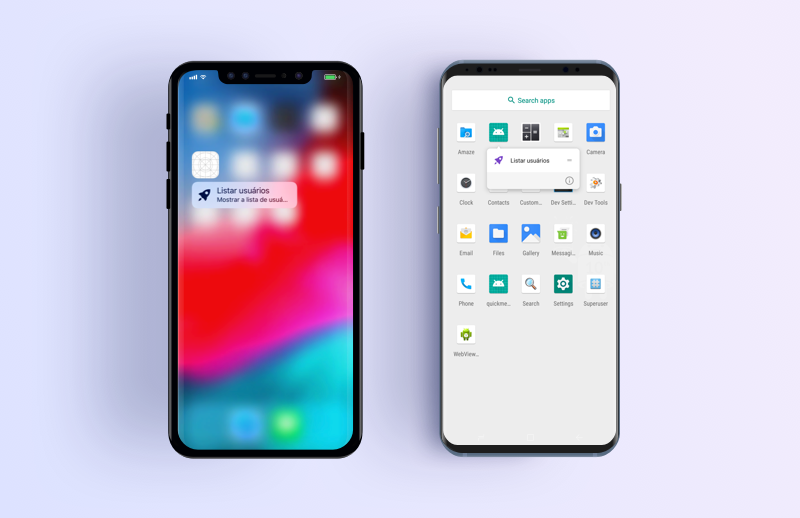 Listar usuários
Mostrar a lista de usuá...
Search apps
Amaze
Camera
Listar usuários
Clock
Contacts
Custom...
Dev Setti...
Dev Tools
Email
Files
Gallery
Messagi...
Music
Phone
quickme...
Search
Settings
Superuser
WebView...